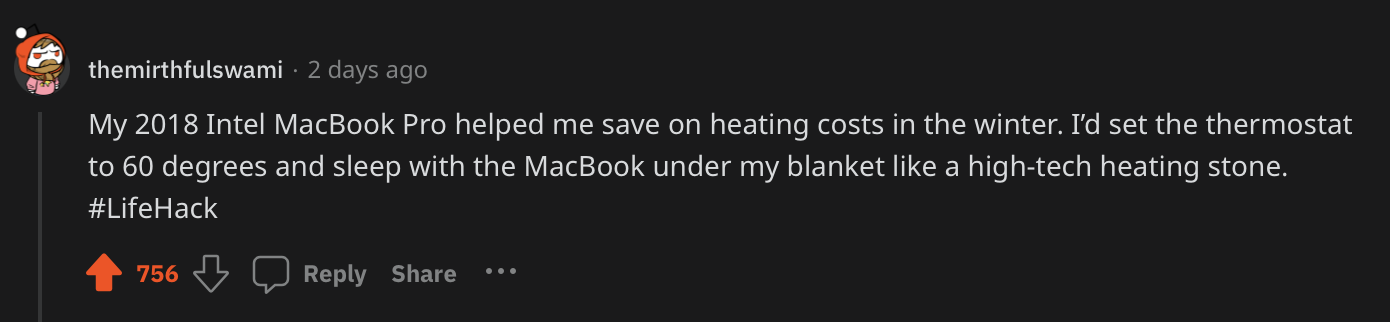 themirthfulswami · 2 days ago
My 2018 Intel MacBook Pro helped me save on heating costs in the winter. I’d set the thermostat
to 60 degrees and sleep with the MacBook under my blanket like a high-tech heating stone.
#LifeHack
756 Reply Share ···